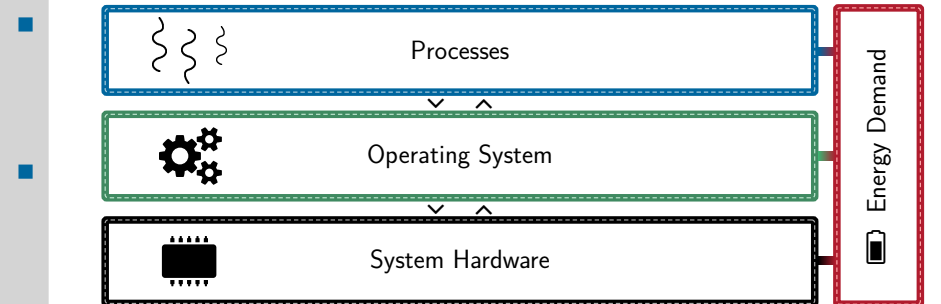 Processes
Operating System
System Hardware
Energy Demand